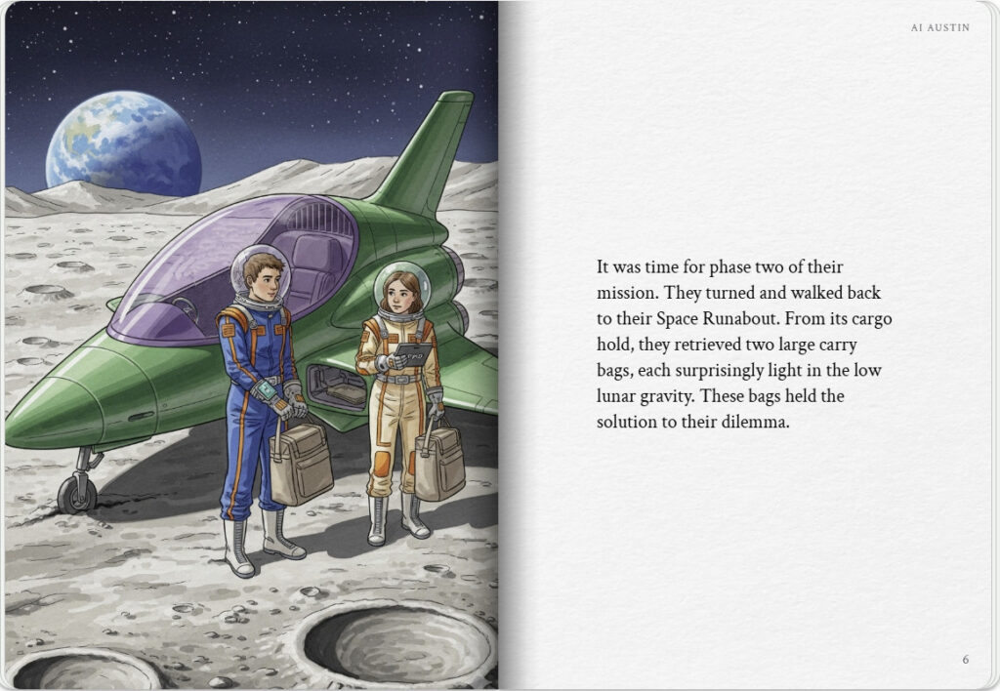 AI AUSTIN
It was time for phase two of their
mission. They turned and walked back
to their Space Runabout. From its cargo
hold, they retrieved two large carry
bags, each surprisingly light in the low
lunar gravity. These bags held the
solution to their dilemma.
6